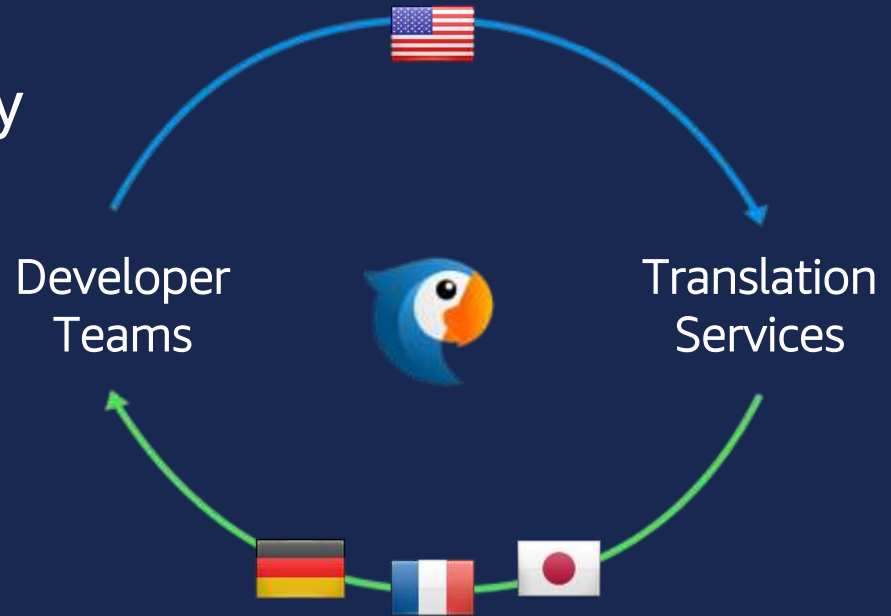 y
Developer
Teams
Translation
Services